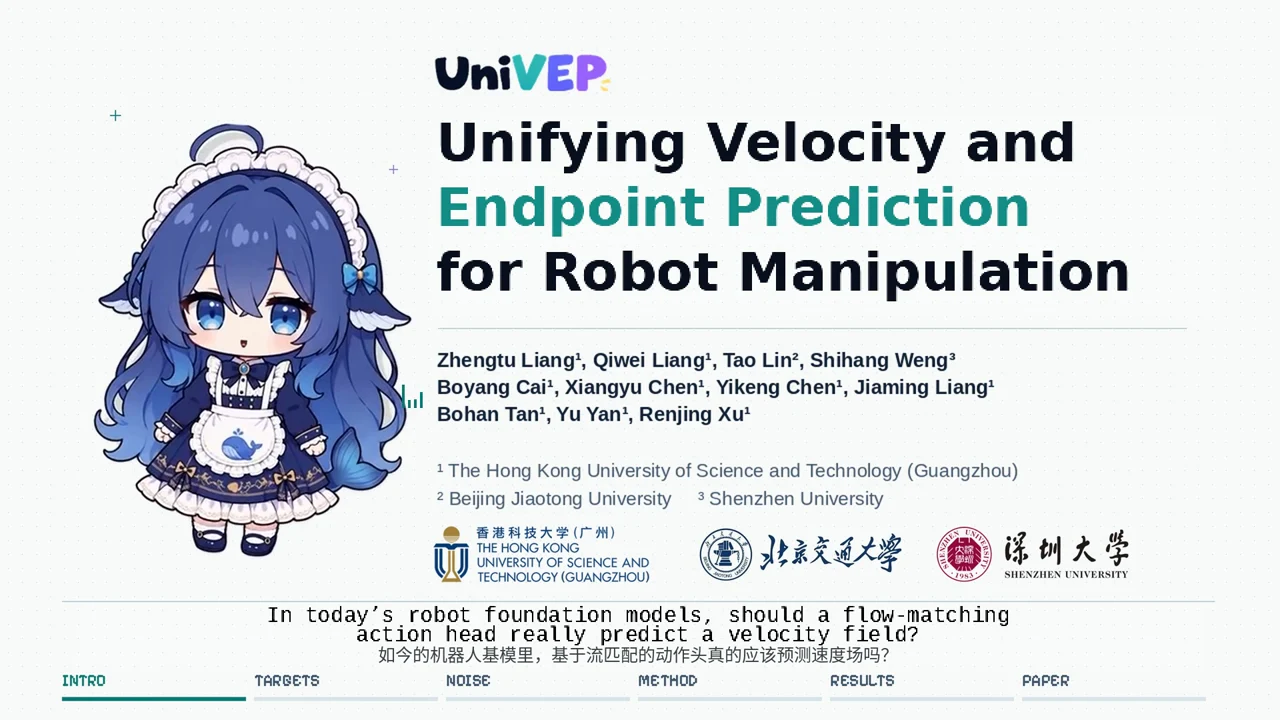 UniVEP
Unifying Velocity and
Endpoint Prediction
for Robot Manipulation
Zhengtu Liang¹, Qiwei Liang¹, Tao Lin², Shihang Weng³
Boyang Cai¹, Xiangyu Chen¹, Yikeng Chen¹, Jiaming Liang¹
Bohan Tan¹, Yu Yan¹, Renjing Xu¹
¹ The Hong Kong University of Science and Technology (Guangzhou)
² Beijing Jiaotong University ³ Shenzhen University
香港科技大学(广州)
THE HONG KONG
UNIVERSITY OF SCIENCE AND
TECHNOLOGY (GUANGZHOU)
北京交通大学
SHENZHEN UNIVERSITY
1983
深圳大学
SHENZHEN UNIVERSITY
In today’s robot foundation models, should a flow-matching
action head really predict a velocity field?
如今的机器人基模里，基于流匹配的动作头真的应该预测速度场吗？
INTRO TARGETS NOISE METHOD RESULTS PAPER